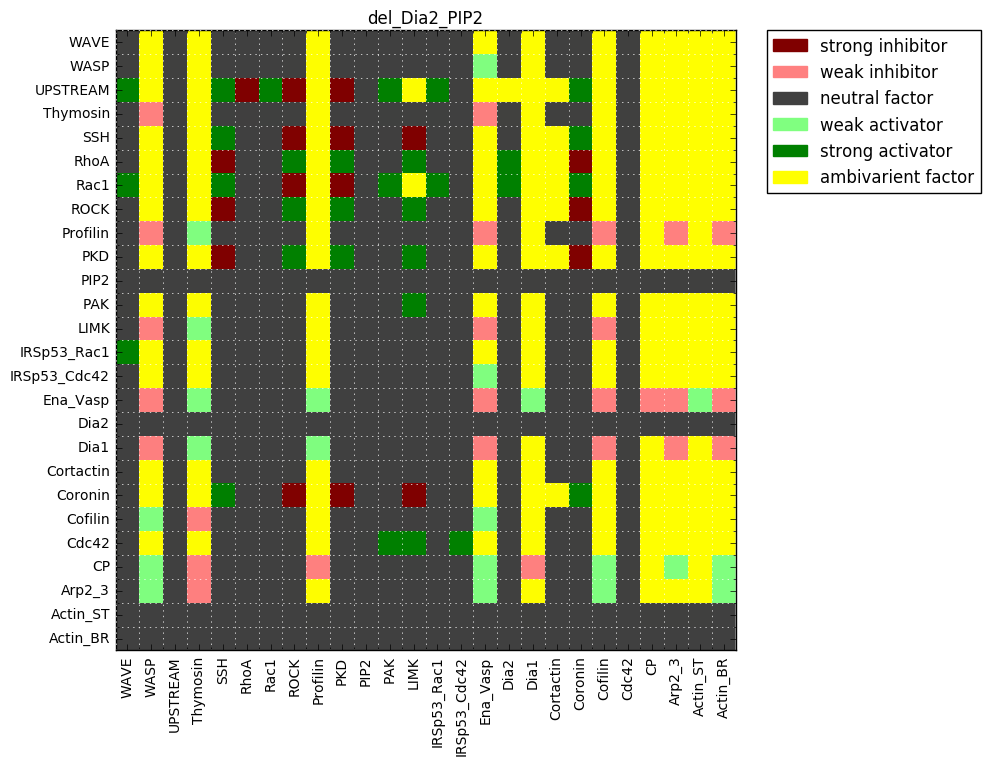 del_Dia2_PIP2
WAVE
WASP
UPSTREAM
Thymosin
SSH
RhoA
Rac1
ROCK
Profilin
PKD
PIP2
PAK
LIMK
IRSp53_Rac1
IRSp53_Cdc42
Ena_Vasp
Dia2
Dia1
Cortactin
Coronin
Cofilin
Cdc42
CP
Arp2_3
Actin_ST
Actin_BR
WAVE
WASP
UPSTREAM
Thymosin
SSH
RhoA
Rac1
ROCK
Profilin
PKD
PIP2
PAK
LIMK
IRSp53_Rac1
IRSp53_Cdc42
Ena_Vasp
Dia2
Dia1
Cortactin
Coronin
Cofilin
Cdc42
CP
Arp2_3
Actin_ST
Actin_BR
strong inhibitor
weak inhibitor
neutral factor
weak activator
strong activator
ambivarient factor